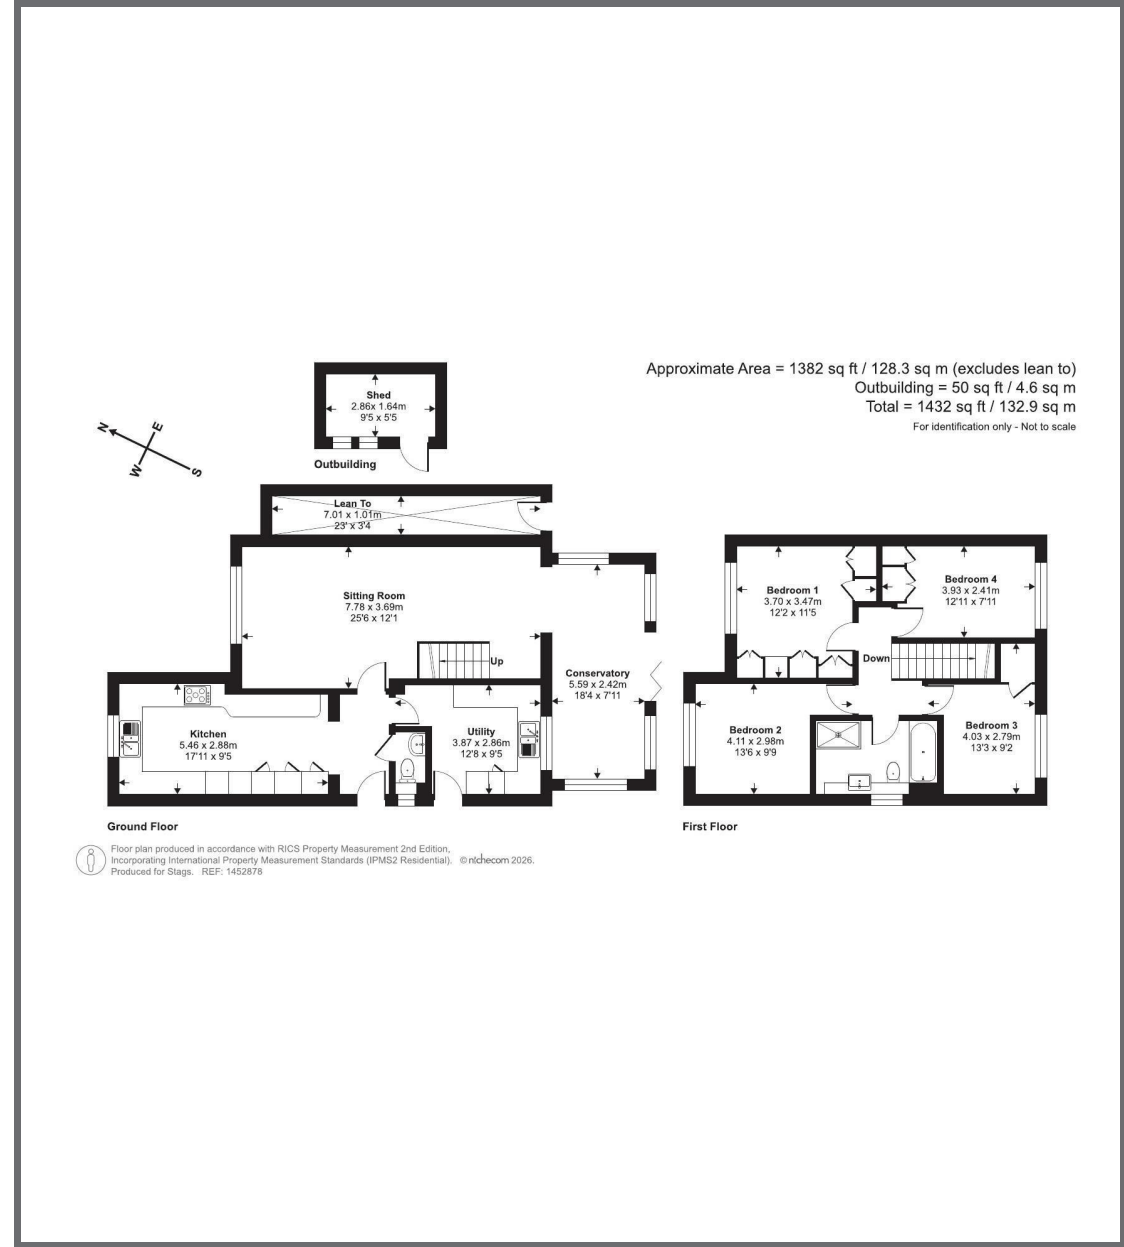 Approximate Area = 1382 sq ft / 128.3 sq m (excludes lean to)
Outbuilding = 50 sq ft / 4.6 sq m
Total = 1432 sq ft / 132.9 sq m
For identification only - Not to scale
Shed
2.86x 1.64m
9'5 x 5'5
Outbuilding
N
E
W
S
Lean To
7.01 x 1.01m
23' x 3'4
Sitting Room
7.78 x 3.69m
25'6 x 12'1
Up
Conservatory
5.59 x 2.42m
18'4 x 7'11
Kitchen
5.46 x 2.88m
17'11 x 9'5
Utility
3.87 x 2.86m
12'8 x 9'5
Ground Floor
Bedroom 1
3.70 x 3.47m
12'2 x 11'5
Bedroom 4
3.93 x 2.41m
12'11 x 7'11
Down
Bedroom 2
4.11 x 2.98m
13'6 x 9'9
Bedroom 3
4.03 x 2.79m
13'3 x 9'2
First Floor
Floor plan produced in accordance with RICS Property Measurement 2nd Edition,
Incorporating International Property Measurement Standards (IPMS2 Residential). © nichecom 2026.
Produced for Stags. REF: 1452878